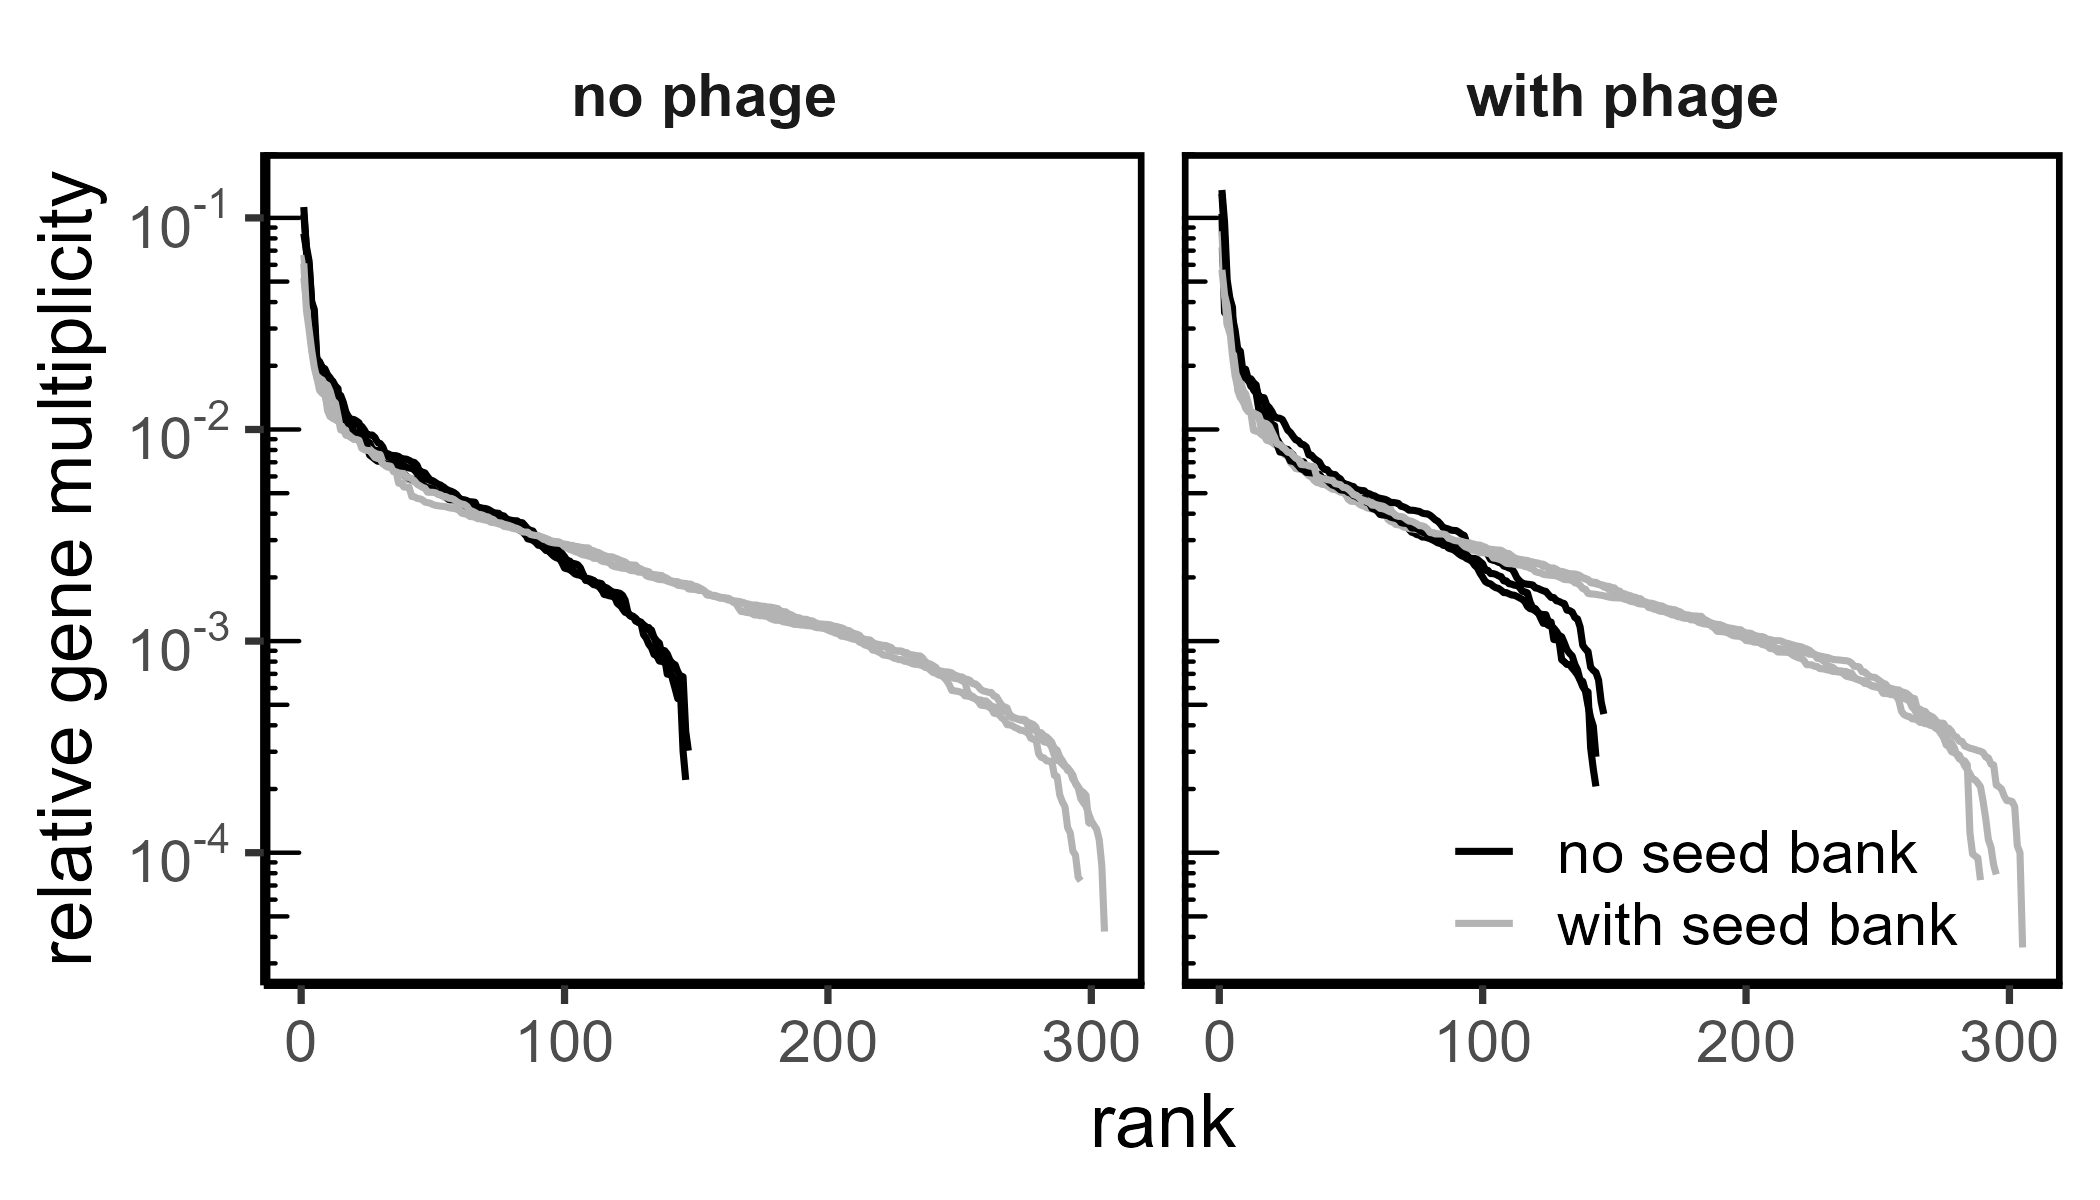 no phage with phage
relative gene multiplicity
10-1
10-2
10-3
10-4
no seed bank
with seed bank
0 100 200 300 0 100 200 300
rank